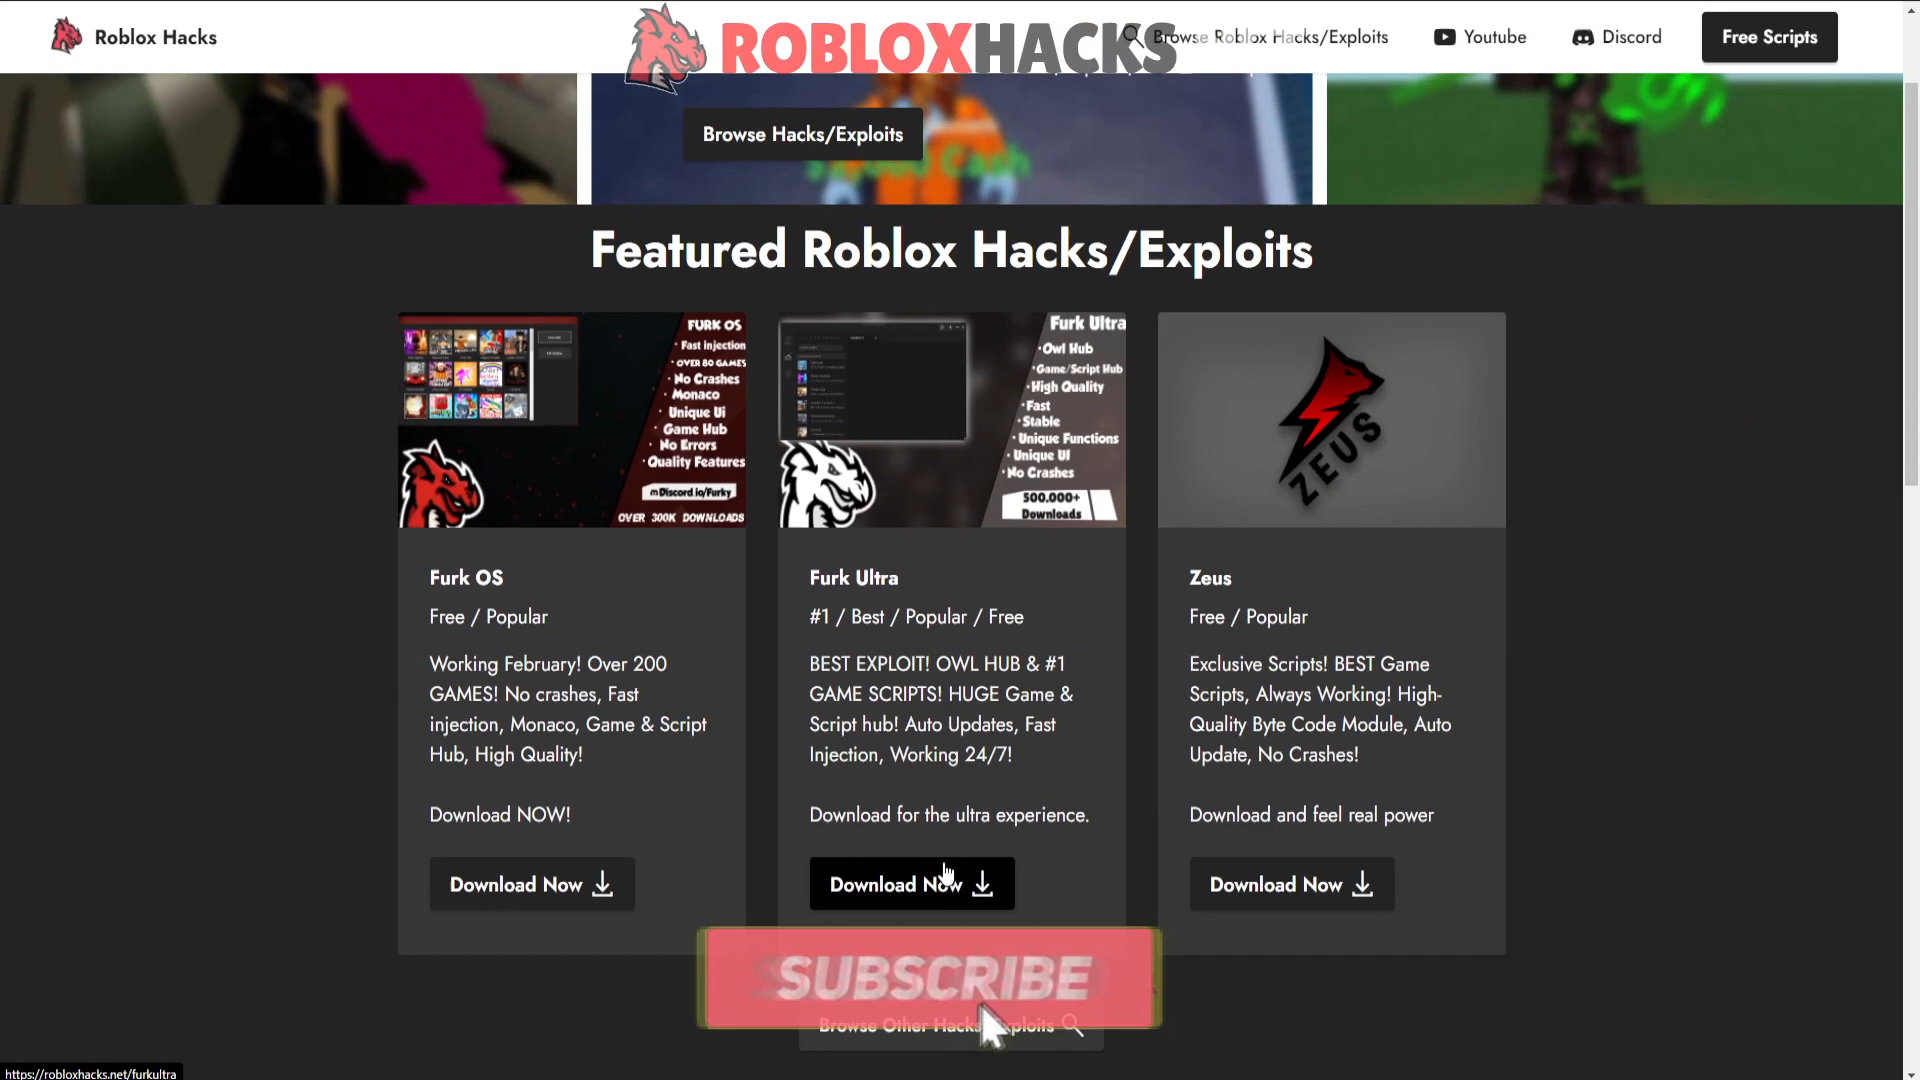 Roblox Hacks
ROBLOXHACKS
Browse Roblox Hacks/Exploits
Youtube
Discord
Free Scripts
Browse Hacks/Exploits
Cash
Featured Roblox Hacks/Exploits
FURK OS
· Fast injection
· OVER 80 GAMES
· No Crashes
· Monaco
· Unique Ui
· Game Hub
· No Errors
· Quality Features
Discord.io/Furky
OVER 300K DOWNLOADS
Furk Ultra
·Owl Hub
·Game/Script Hub
·High Quality
·Fast
·Stable
·Unique Functions
·Unique UI
·No Crashes
500.000+
Downloads
ZEUS
Furk OS
Free / Popular
Working February! Over 200
GAMES! No crashes, Fast
injection, Monaco, Game & Script
Hub, High Quality!
Download NOW!
Download Now
Furk Ultra
#1 / Best / Popular / Free
BEST EXPLOIT! OWL HUB & #1
GAME SCRIPTS! HUGE Game &
Script hub! Auto Updates, Fast
Injection, Working 24/7!
Download for the ultra experience.
Download Now
Zeus
Free / Popular
Exclusive Scripts! BEST Game
Scripts, Always Working! High-
Quality Byte Code Module, Auto
Update, No Crashes!
Download and feel real power
Download Now
SUBSCRIBE
Browse Other Hacks/Exploits
https://robloxhacks.net/furkultra